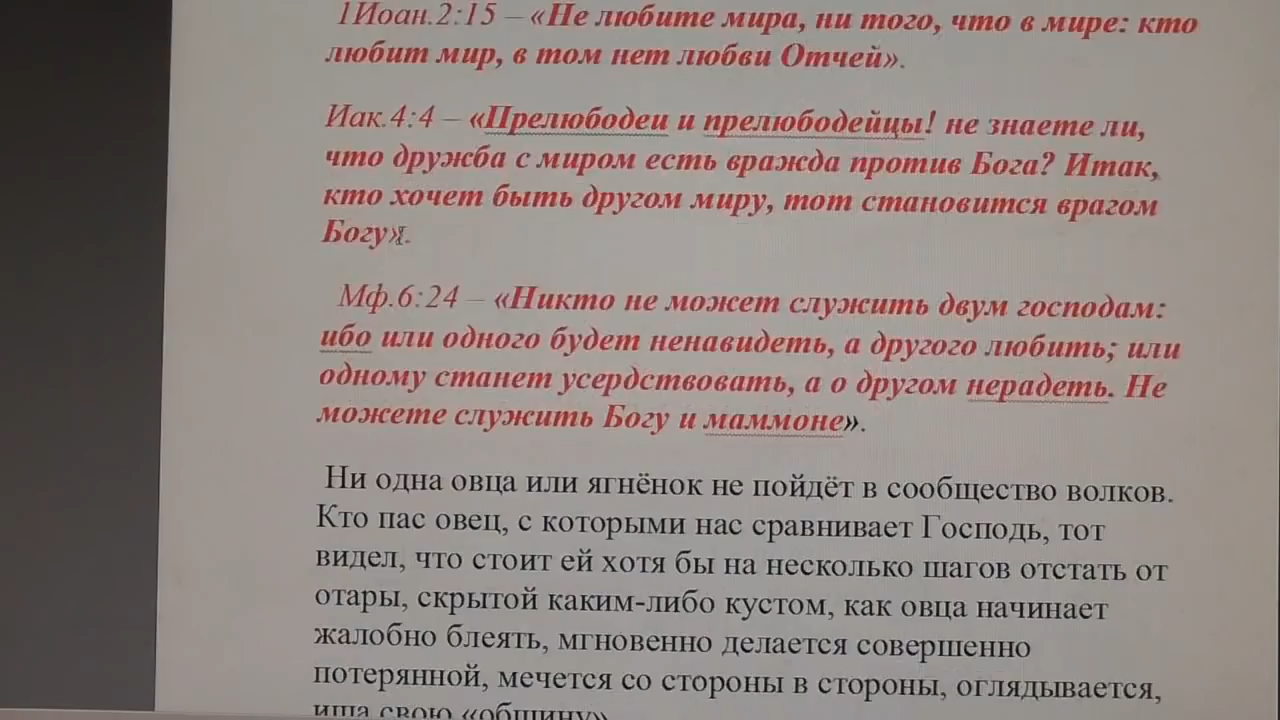 1Иоан.2:15 – «Не любите мира, ни того, что в мире: кто
любит мир, в том нет любви Отчей».
Иак.4:4 – «Прелюбодеи и прелюбодейцы! не знаете ли,
что дружба с миром есть вражда против Бога? Итак,
кто хочет быть другом миру, тот становится врагом
Богу».
Мф.6:24 – «Никто не может служить двум господам:
ибо или одного будет ненавидеть, а другого любить; или
одному станет усердствовать, а о другом нерадеть. Не
можете служить Богу и маммоне».
Ни одна овца или ягнёнок не пойдёт в сообщество волков.
Кто пас овец, с которыми нас сравнивает Господь, тот
видел, что стоит ей хотя бы на несколько шагов отстать от
отары, скрытой каким-либо кустом, как овца начинает
жалобно блеять, мгновенно делается совершенно
потерянной, мечется со стороны в стороны, оглядывается,
ища свою «общину»